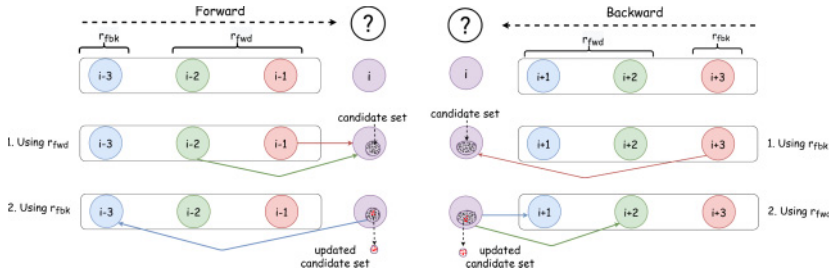 Forward
?
r_fbk
r_fwd
i-3
i-2
i-1
i
candidate set
1. Using r_fwd
i-3
i-2
i-1
2. Using r_fbk
i-3
i-2
i-1
updated
candidate set
?
Backward
r_fwd
r_fbk
i
i+1
i+2
i+3
candidate set
i+1
i+2
i+3
1. Using r_fbk
i+1
i+2
i+3
2. Using r_fwd
updated
candidate set